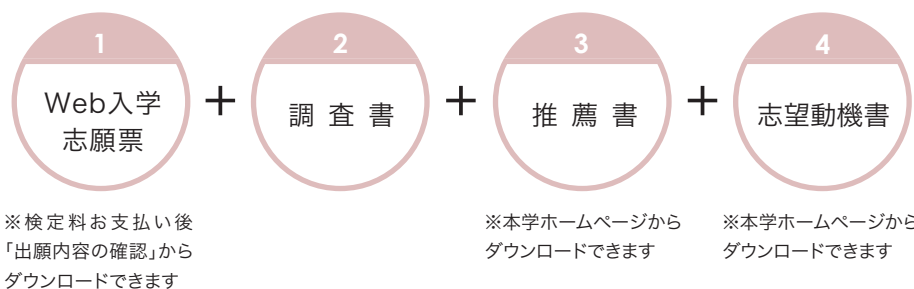 1
Web入学
志願票
+
2
調査書
+
3
推薦書
+
4
志望動機書
※検定料お支払い後
「出願内容の確認」から
ダウンロードできます
※本学ホームページから
ダウンロードできます
※本学ホームページから
ダウンロードできます